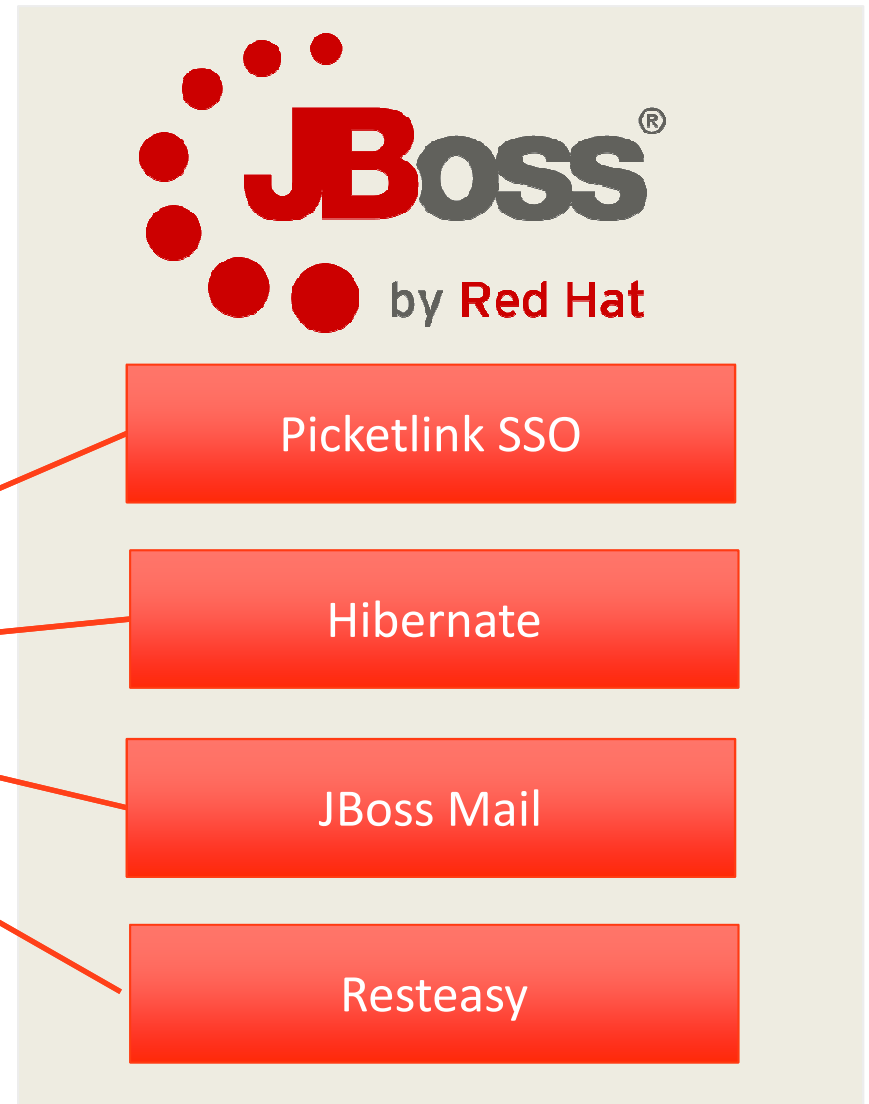 JBoss®
by Red Hat
Picketlink SSO
Hibernate
JBoss Mail
Resteasy